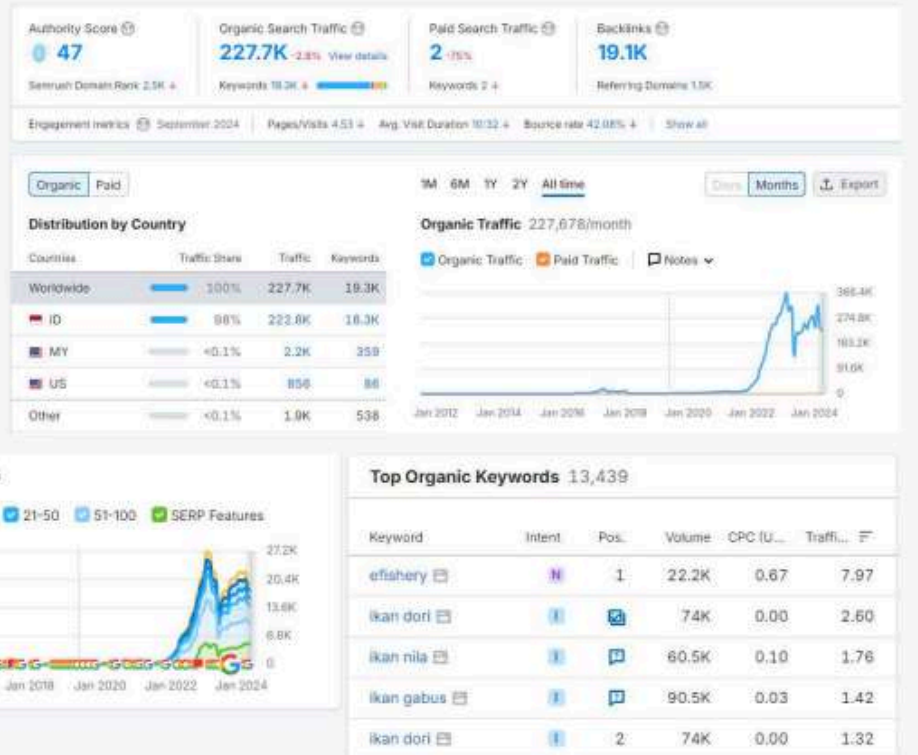 Authority Score
47
Semrush Domain Rank 2.5K ↓
Organic Search Traffic
227.7K -2.8% View details
Keywords 19.3K ↓
Paid Search Traffic
2 -75%
Keywords 2 ↓
Backlinks
19.1K
Referring Domains 1.5K
Engagement metrics September 2024 Pages/Visits 4.53 ↓ Avg. Visit Duration 10:32 ↓ Bounce rate 42.08% ↓ Show all
Organic Paid
Distribution by Country
Countries Traffic Share Traffic Keywords
Worldwide 100% 227.7K 19.3K
ID 98% 222.8K 18.3K
MY <0.1% 2.2K 359
US <0.1% 856 86
Other <0.1% 1.9K 538
1M 6M 1Y 2Y All time
Days Months Export
Organic Traffic 227,678/month
Organic Traffic Paid Traffic Notes
366.4K
274.8K
183.2K
91.6K
0
Jan 2012 Jan 2014 Jan 2016 Jan 2018 Jan 2020 Jan 2022 Jan 2024
21-50 51-100 SERP Features
27.2K
20.4K
13.6K
6.8K
0
Jan 2018 Jan 2020 Jan 2022 Jan 2024
Top Organic Keywords 13,439
Keyword Intent Pos. Volume CPC (U... Traffi...
efishery N 1 22.2K 0.67 7.97
ikan dori I 74K 0.00 2.60
ikan nila I 60.5K 0.10 1.76
ikan gabus I 90.5K 0.03 1.42
ikan dori I 2 74K 0.00 1.32